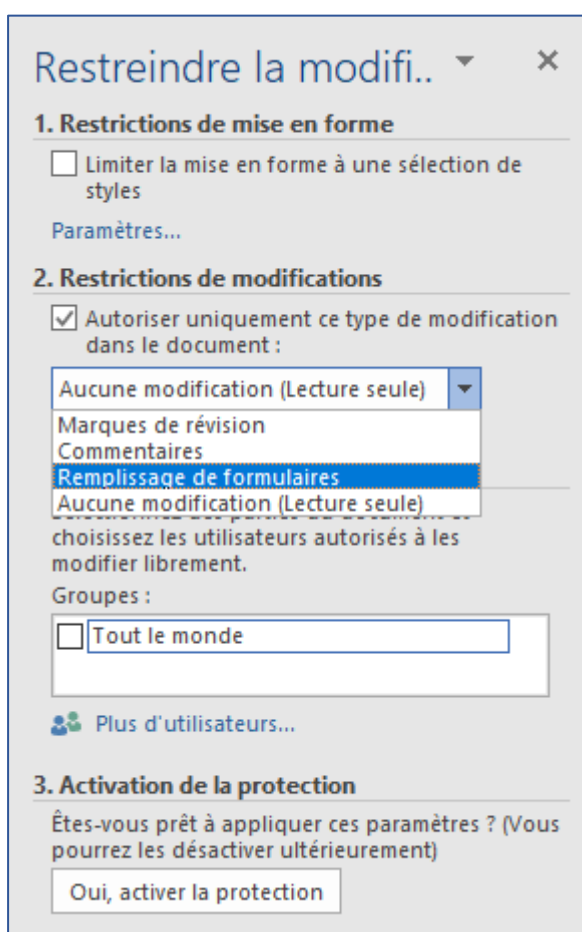 Restreindre la modifi..
1. Restrictions de mise en forme
Limiter la mise en forme à une sélection de
styles
Paramètres...
2. Restrictions de modifications
Autoriser uniquement ce type de modification
dans le document :
Aucune modification (Lecture seule)
Marques de révision
Commentaires
Remplissage de formulaires
Aucune modification (Lecture seule)
choisissez les utilisateurs autorisés à les
modifier librement.
Groupes :
Tout le monde
Plus d'utilisateurs...
3. Activation de la protection
Êtes-vous prêt à appliquer ces paramètres ? (Vous
pourrez les désactiver ultérieurement)
Oui, activer la protection